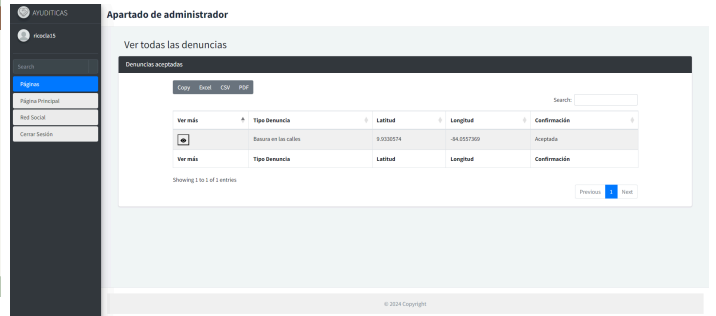 AYUDITICAS
ricocia15
Search
Páginas
Página Principal
Red Social
Cerrar Sesión
Apartado de administrador
Ver todas las denuncias
Denuncias aceptadas
Copy Excel CSV PDF
Search:
Ver más Tipo Denuncia Latitud Longitud Confirmación
Basura en las calles 9.9330574 -84.0557369 Aceptada
Ver más Tipo Denuncia Latitud Longitud Confirmación
Showing 1 to 1 of 1 entries
Previous 1 Next
© 2024 Copyright